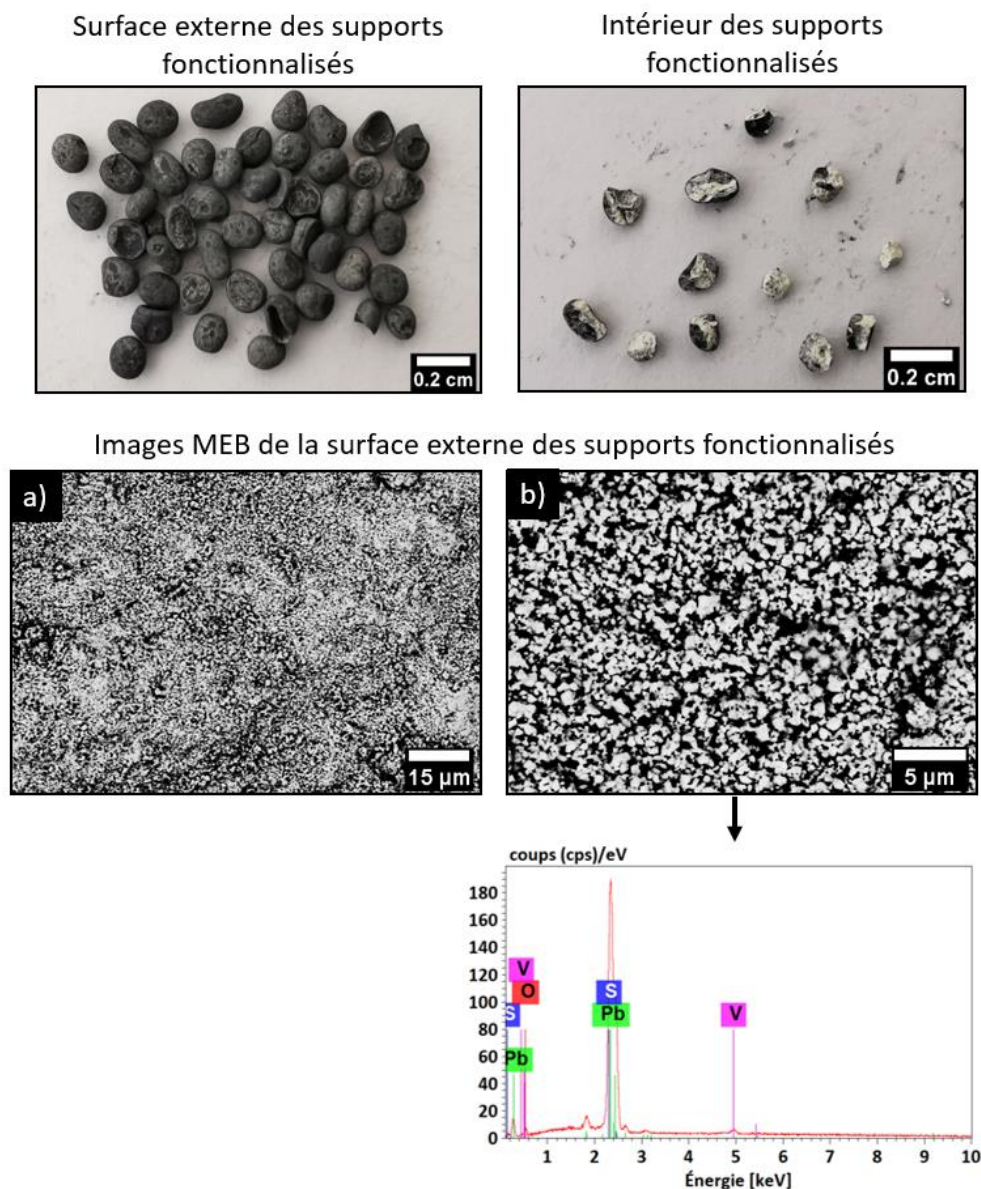 Surface externe des supports
fonctionnalisés
Intérieur des supports
fonctionnalisés
0.2 cm
0.2 cm
Images MEB de la surface externe des supports fonctionnalisés
a)
b)
15 µm
5 µm
coups (cps)/eV
180
160
140
120
100
80
60
40
20
0
V
O
S
Pb
S
Pb
V
1 2 3 4 5 6 7 8 9 10
Énergie [keV]